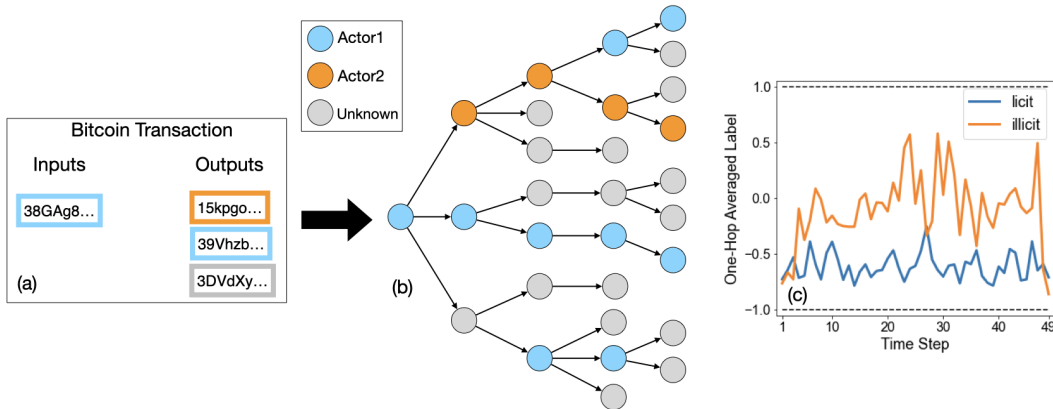 Bitcoin Transaction
Inputs
Outputs
38GAg8...
15kpgo...
39Vhzb...
3DVdXy...
(a)
Actor1
Actor2
Unknown
(b)
One-Hop Averaged Label
1.0
0.5
0.0
−0.5
−1.0
licit
illicit
(c)
1
10
20
30
40
49
Time Step